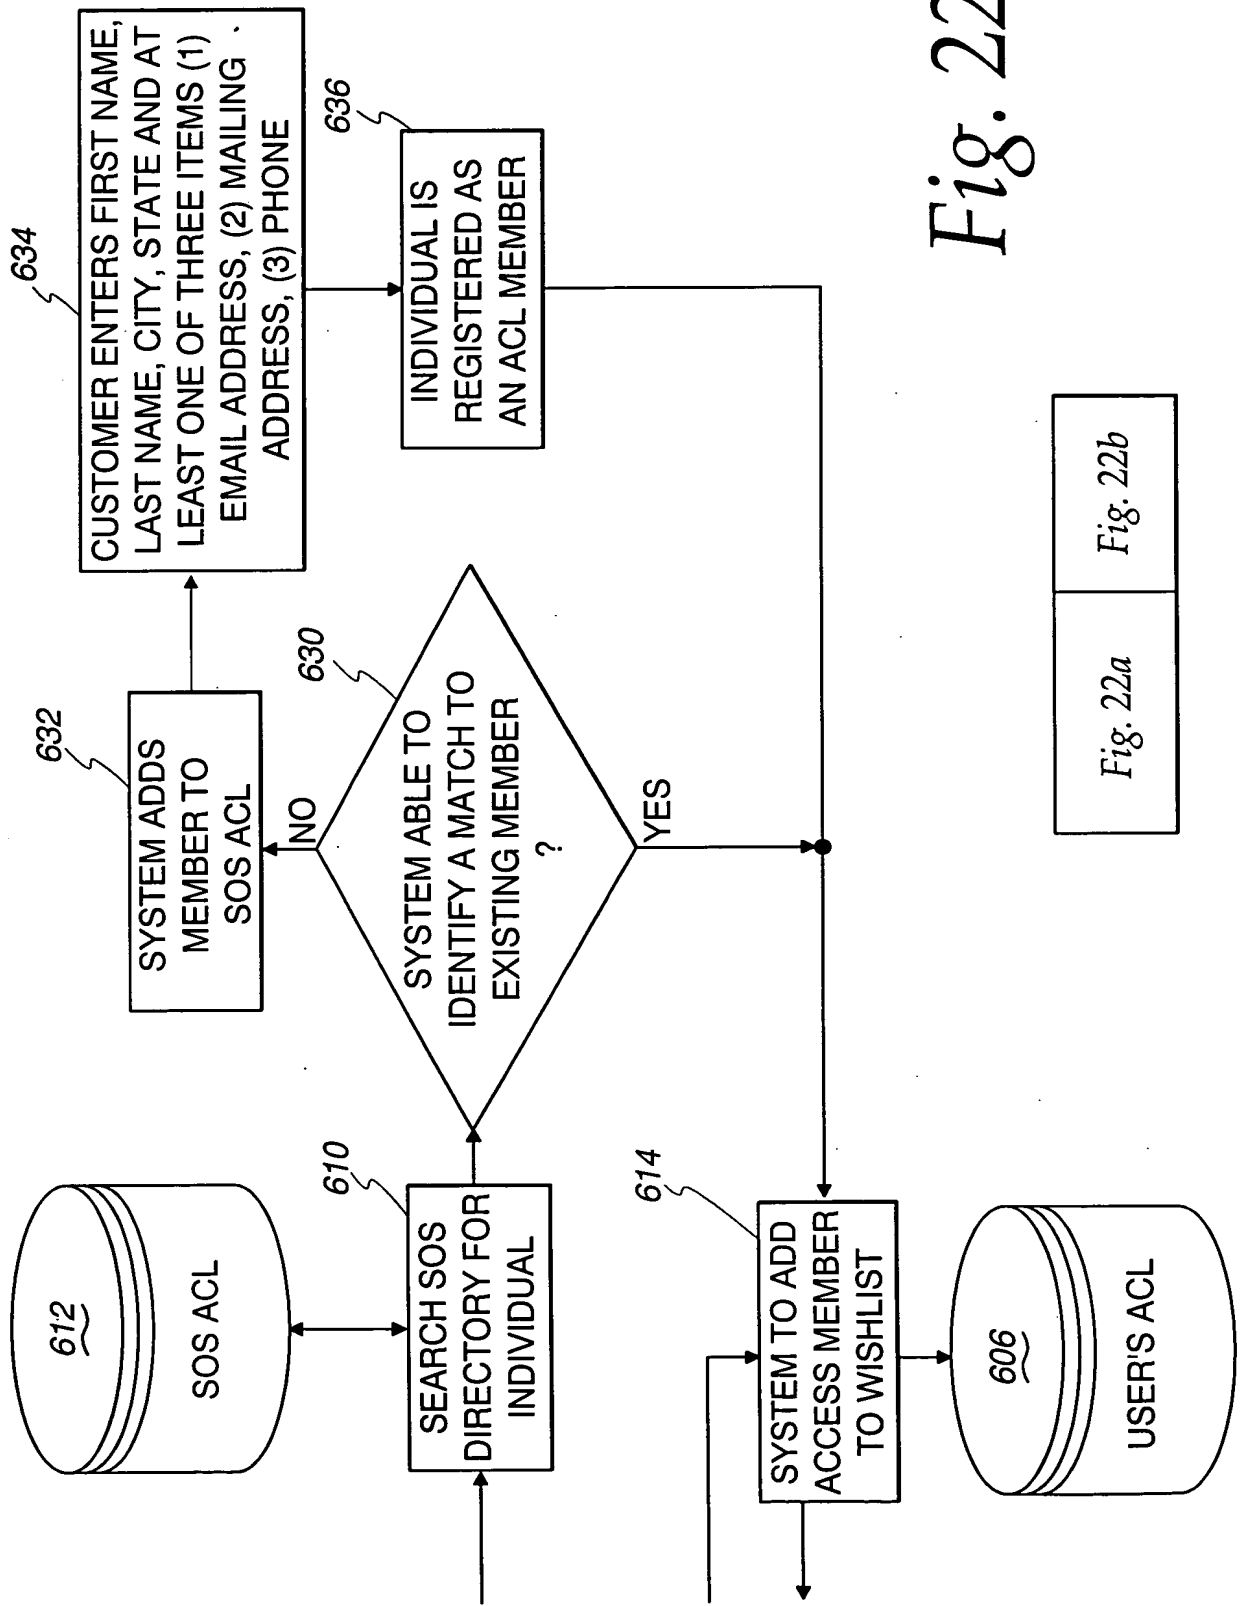 612
SOS ACL
610
SEARCH SOS
DIRECTORY FOR
INDIVIDUAL
632
SYSTEM ADDS
MEMBER TO
SOS ACL
NO
630
SYSTEM ABLE TO
IDENTIFY A MATCH TO
EXISTING MEMBER
?
YES
634
CUSTOMER ENTERS FIRST NAME,
LAST NAME, CITY, STATE AND AT
LEAST ONE OF THREE ITEMS (1)
EMAIL ADDRESS, (2) MAILING
ADDRESS, (3) PHONE
636
INDIVIDUAL IS
REGISTERED AS
AN ACL MEMBER
614
SYSTEM TO ADD
ACCESS MEMBER
TO WISHLIST
606
USER'S ACL
Fig. 22a
Fig. 22b
Fig. 22